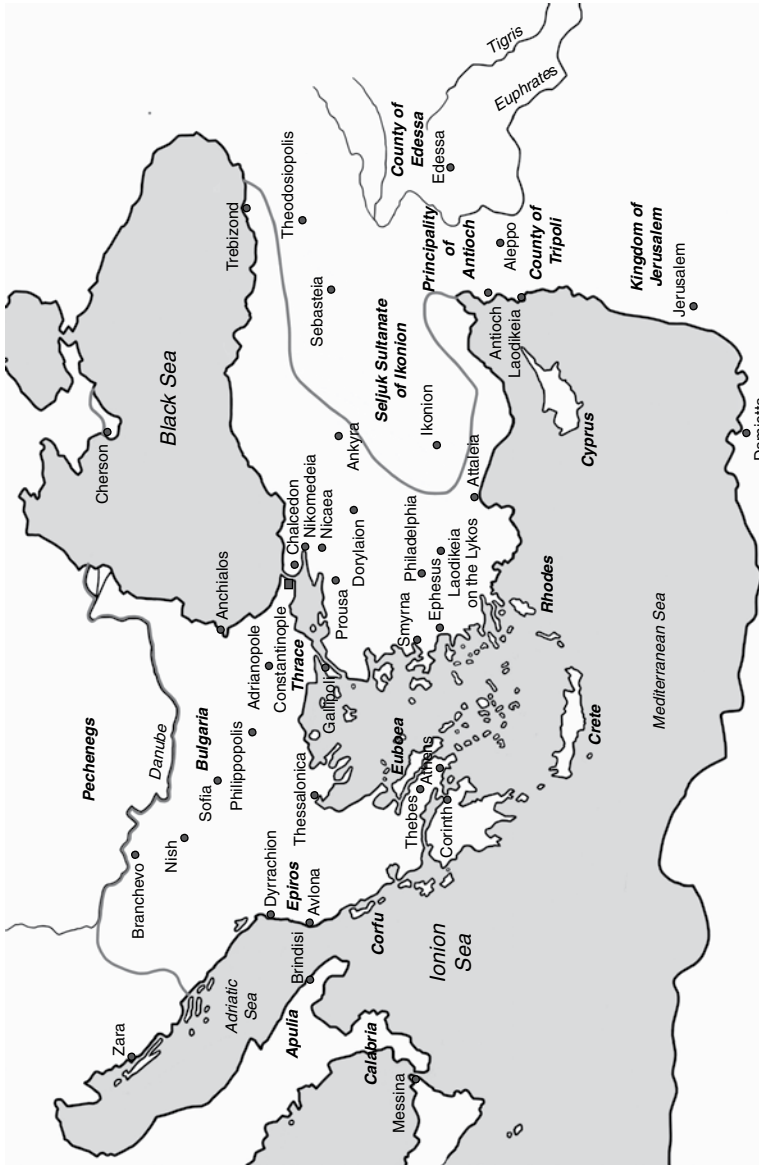 Tigris
Euphrates
County of
Edessa
Edessa
Theodosiopolis
Trebizond
Principality
of
Antioch
Aleppo
County of
Tripoli
Kingdom of
Jerusalem
Jerusalem
Sebasteia
Seljuk Sultanate
of Ikonion
Antioch
Laodikeia
Black Sea
Cherson
Ankyra
Ikonion
Cyprus
Attaleia
Chalcedon
Nikomedeia
Nicaea
Dorylaion
Prousa
Philadelphia
Smyrna
Ephesus
Laodikeia
on the Lykos
Rhodes
Anchialos
Adrianopole
Constantinople
Thrace
Gallipoli
Mediterranean Sea
Pechenegs
Danube
Bulgaria
Sofia
Philippopolis
Thessalonica
Euboea
Athens
Thebes
Corinth
Crete
Branchevo
Nish
Dyrrachion
Epiros
Avlona
Corfu
Ionian
Sea
Brindisi
Adriatic
Sea
Apulia
Calabria
Zara
Messina